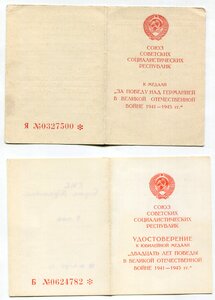 СОЮЗ
СОВЕТСКИХ
СОЦИАЛИСТИЧЕСКИХ
РЕСПУБЛИК
К МЕДАЛИ
"ЗА ПОБЕДУ НАД ГЕРМАНИЕЙ
В ВЕЛИКОЙ ОТЕЧЕСТВЕННОЙ
ВОЙНЕ 1941—1945 гг."
Я №0327500 *
СОЮЗ
СОВЕТСКИХ
СОЦИАЛИСТИЧЕСКИХ
РЕСПУБЛИК
УДОСТОВЕРЕНИЕ
К ЮБИЛЕЙНОЙ МЕДАЛИ
"ДВАДЦАТЬ ЛЕТ ПОБЕДЫ
В ВЕЛИКОЙ ОТЕЧЕСТВЕННОЙ
ВОЙНЕ 1941—1945 гг."
Б №0624782 *